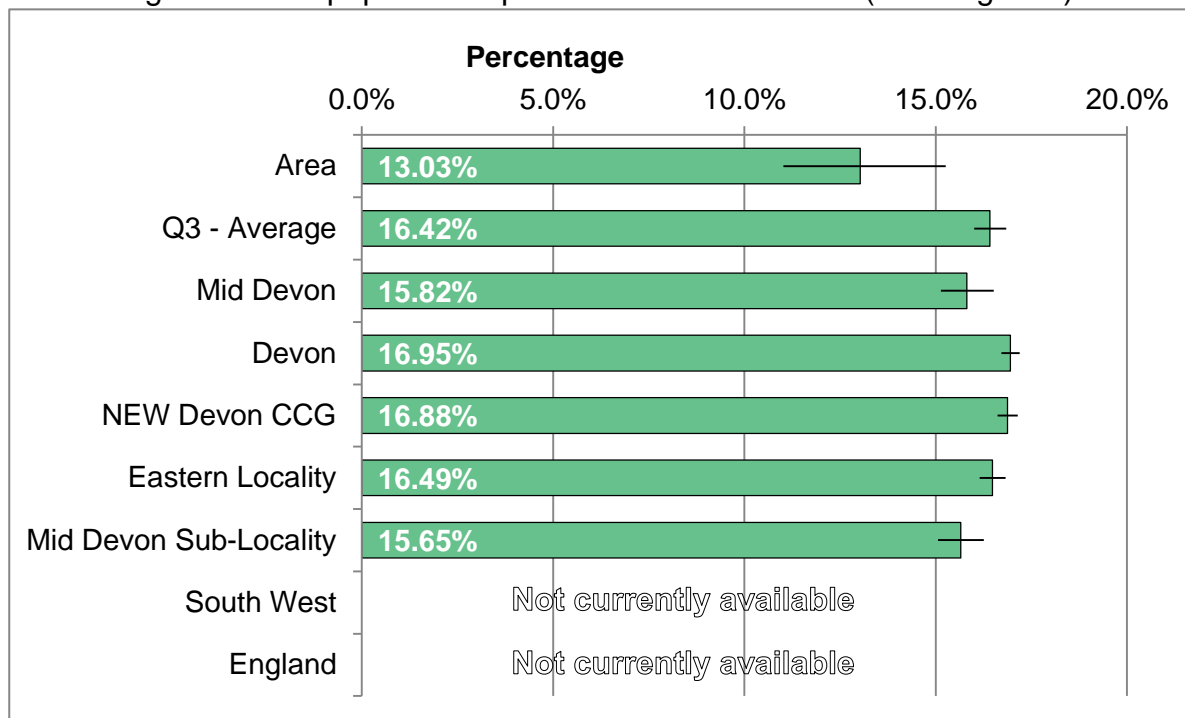 Percentage
0.0% 5.0% 10.0% 15.0% 20.0%
Area 13.03%
Q3 - Average 16.42%
Mid Devon 15.82%
Devon 16.95%
NEW Devon CCG 16.88%
Eastern Locality 16.49%
Mid Devon Sub-Locality 15.65%
South West Not currently available
England Not currently available